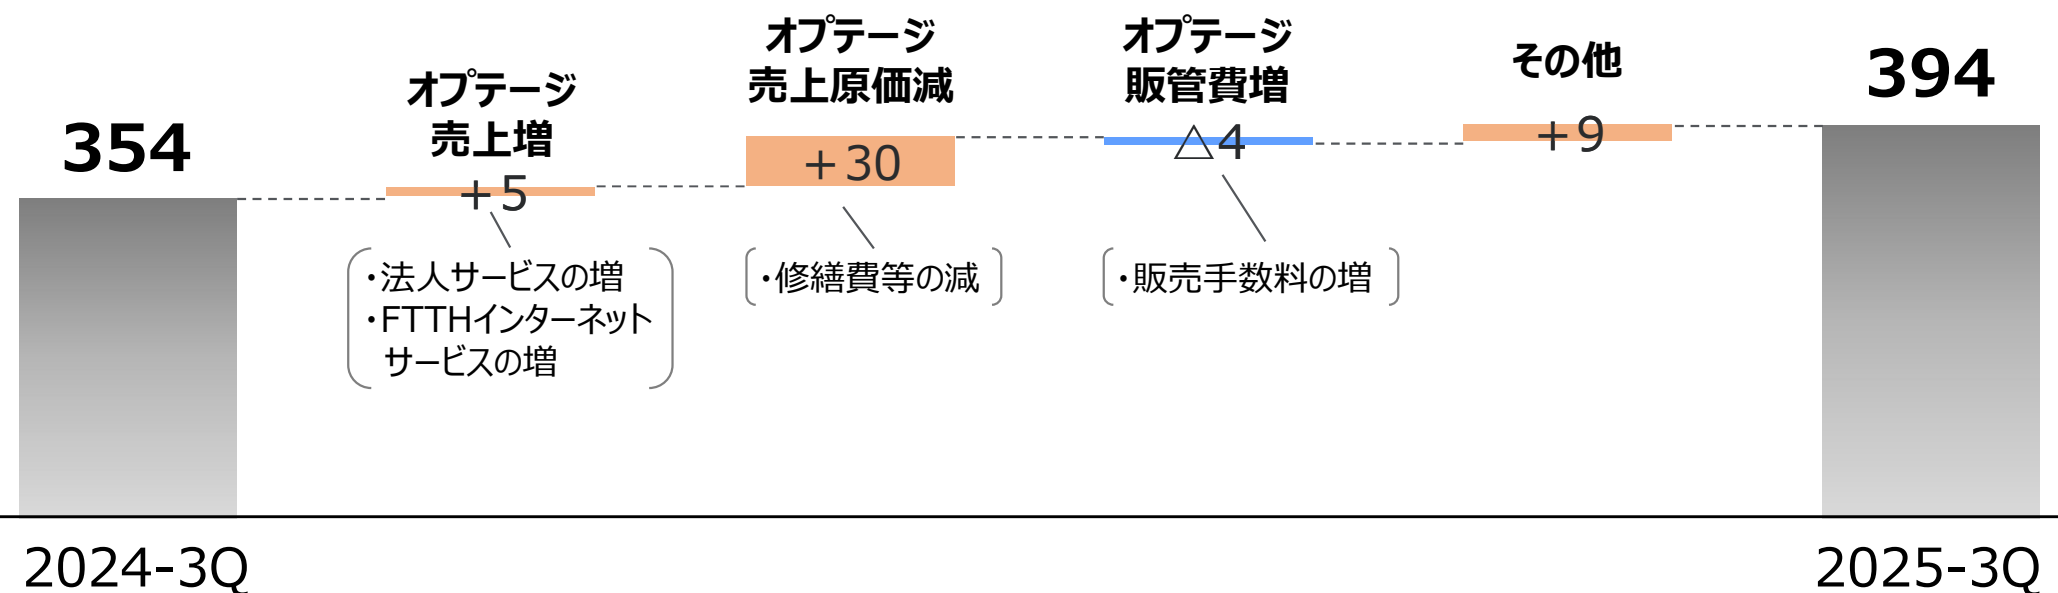 354
オプテージ
売上増
+5
・法人サービスの増
・FTTHインターネット
サービスの増
オプテージ
売上原価減
+30
・修繕費等の減
オプテージ
販管費増
△4
・販売手数料の増
その他
+9
394
2024-3Q
2025-3Q